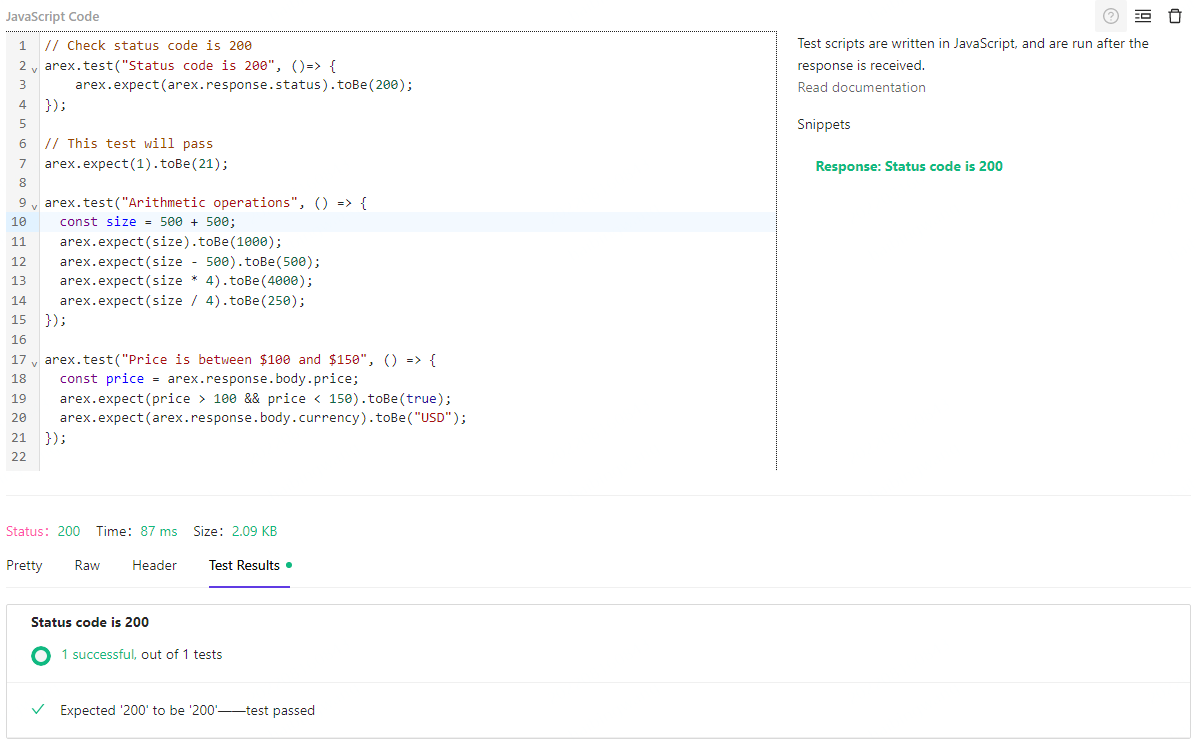 JavaScript Code
1 // Check status code is 200
2 arex.test("Status code is 200", ()=> {
3     arex.expect(arex.response.status).toBe(200);
4 });
5
6 // This test will pass
7 arex.expect(1).toBe(21);
8
9 arex.test("Arithmetic operations", () => {
10   const size = 500 + 500;
11   arex.expect(size).toBe(1000);
12   arex.expect(size - 500).toBe(500);
13   arex.expect(size * 4).toBe(4000);
14   arex.expect(size / 4).toBe(250);
15 });
16
17 arex.test("Price is between $100 and $150", () => {
18   const price = arex.response.body.price;
19   arex.expect(price > 100 && price < 150).toBe(true);
20   arex.expect(arex.response.body.currency).toBe("USD");
21 });
22
Test scripts are written in JavaScript, and are run after the
response is received.
Read documentation
Snippets
Response: Status code is 200
Status: 200 Time: 87 ms Size: 2.09 KB
Pretty Raw Header Test Results
Status code is 200
1 successful, out of 1 tests
Expected '200' to be '200'——test passed